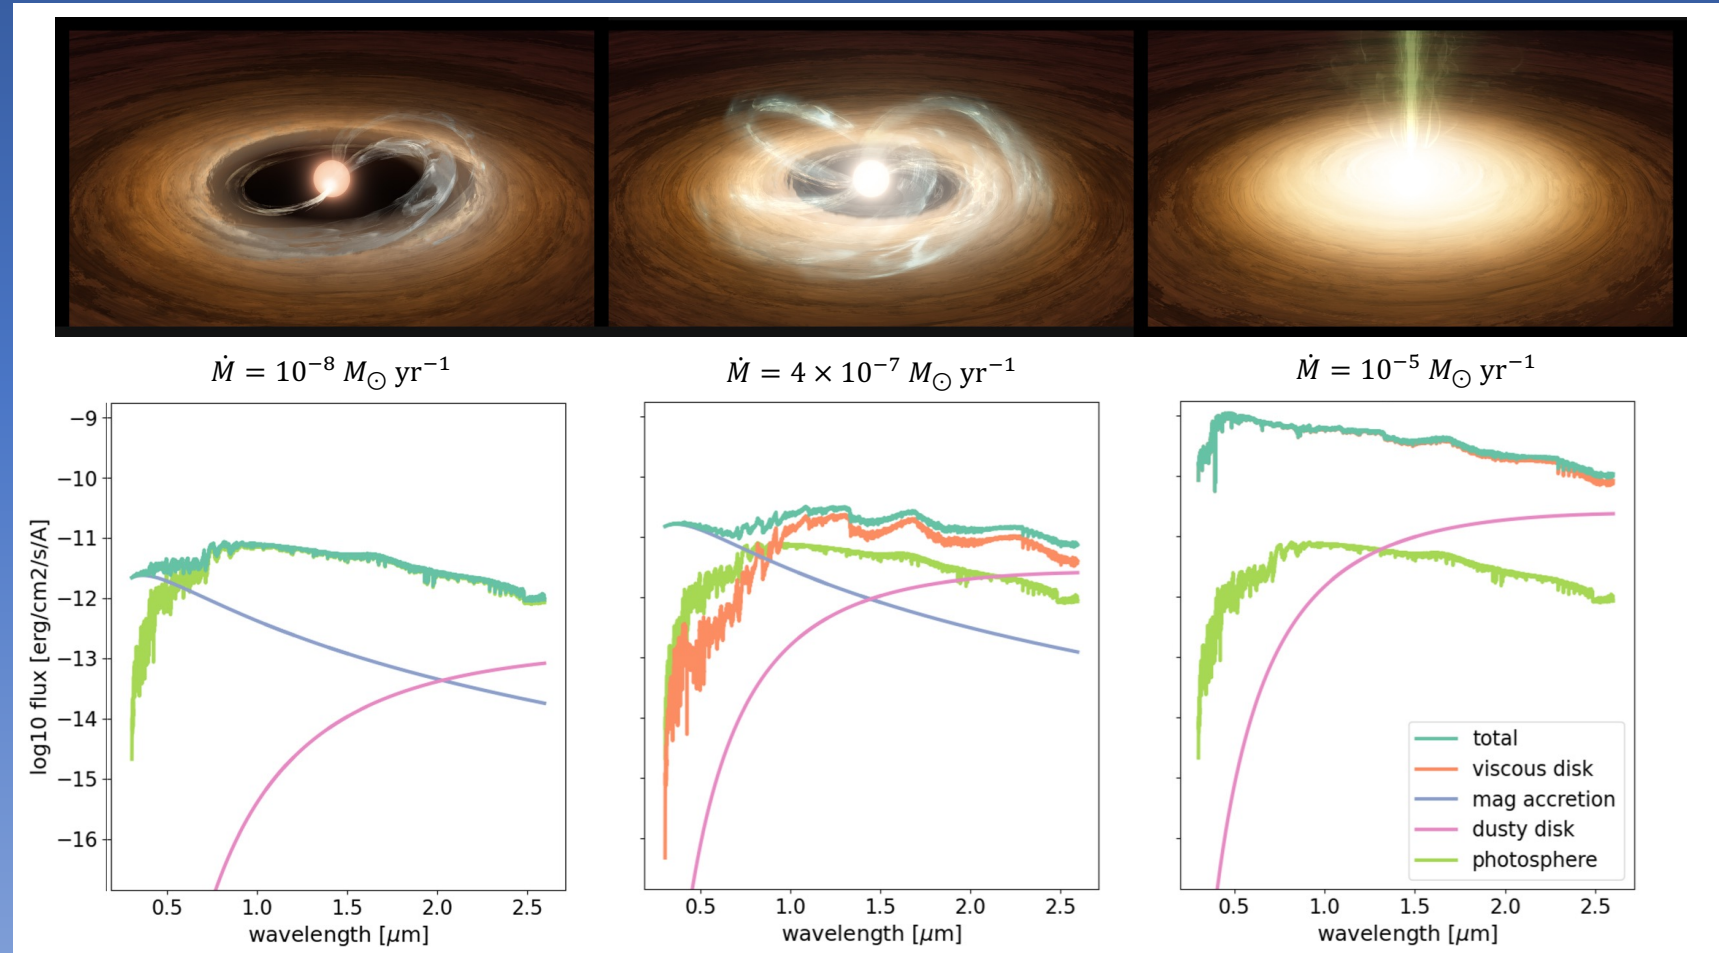 Ṁ = 10⁻⁸ M☉ yr⁻¹
Ṁ = 4 × 10⁻⁷ M☉ yr⁻¹
Ṁ = 10⁻⁵ M☉ yr⁻¹
log10 flux [erg/cm2/s/A]
−9
−10
−11
−12
−13
−14
−15
−16
0.5 1.0 1.5 2.0 2.5
wavelength [μm]
0.5 1.0 1.5 2.0 2.5
wavelength [μm]
total
viscous disk
mag accretion
dusty disk
photosphere
0.5 1.0 1.5 2.0 2.5
wavelength [μm]